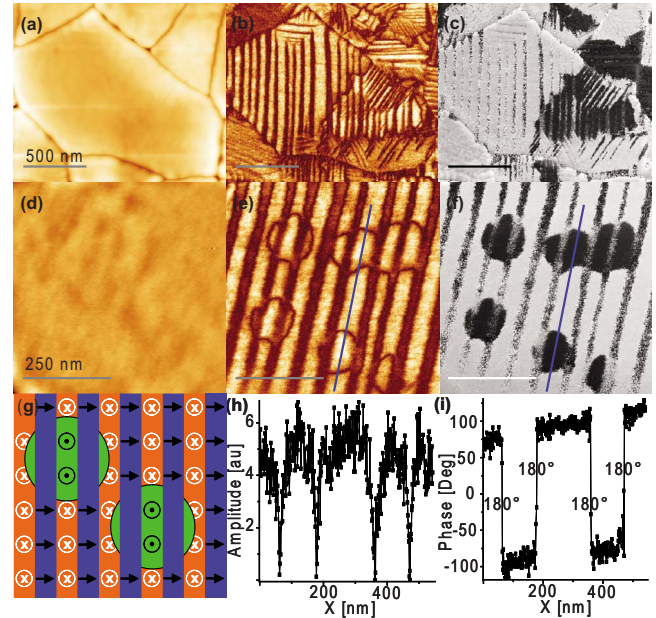 (a)
(b)
(c)
500 nm
(d)
(e)
(f)
250 nm
(g)
(h)
(i)
x x x x
x x x
x x x
x x x
x x x
x x x x
Amplitude [au]
6
4
2
200
400
X [nm]
Phase [Deg]
100
50
0
-50
-100
180°
180°
180°
180°
200
400
X [nm]